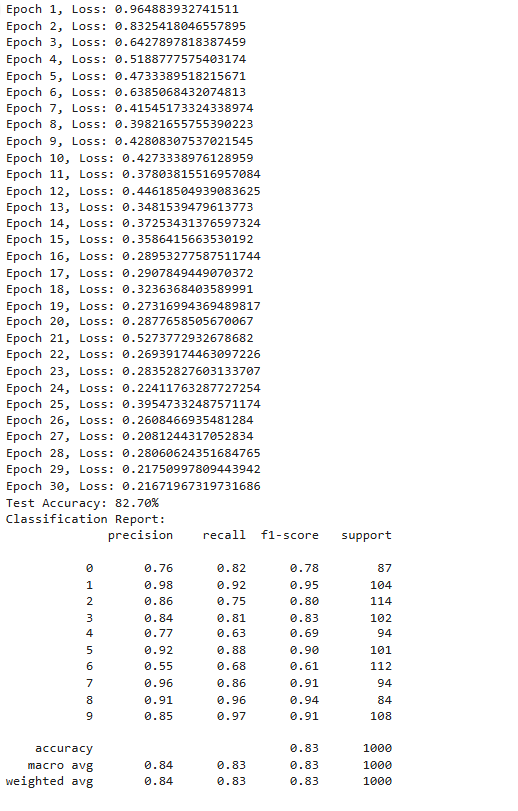 Epoch 1, Loss: 0.964883932741511
Epoch 2, Loss: 0.8325418046557895
Epoch 3, Loss: 0.6427897818387459
Epoch 4, Loss: 0.5188777575403174
Epoch 5, Loss: 0.4733389518215671
Epoch 6, Loss: 0.6385068432074813
Epoch 7, Loss: 0.41545173324338974
Epoch 8, Loss: 0.39821655755390223
Epoch 9, Loss: 0.42808307537021545
Epoch 10, Loss: 0.4273338976128959
Epoch 11, Loss: 0.37803815516957084
Epoch 12, Loss: 0.44618504939083625
Epoch 13, Loss: 0.3481539479613773
Epoch 14, Loss: 0.37253431376597324
Epoch 15, Loss: 0.3586415663530192
Epoch 16, Loss: 0.28953277587511744
Epoch 17, Loss: 0.2907849449070372
Epoch 18, Loss: 0.3236368403589991
Epoch 19, Loss: 0.27316994369489817
Epoch 20, Loss: 0.2877658505670067
Epoch 21, Loss: 0.5273772932678682
Epoch 22, Loss: 0.26939174463097226
Epoch 23, Loss: 0.28352827603133707
Epoch 24, Loss: 0.22411763287727254
Epoch 25, Loss: 0.39547332487571174
Epoch 26, Loss: 0.2608466935481284
Epoch 27, Loss: 0.2081244317052834
Epoch 28, Loss: 0.28060624351684765
Epoch 29, Loss: 0.21750997809443942
Epoch 30, Loss: 0.21671967319731686
Test Accuracy: 82.70%
Classification Report:
precision recall f1-score support
0 0.76 0.82 0.78 87
1 0.98 0.92 0.95 104
2 0.86 0.75 0.80 114
3 0.84 0.81 0.83 102
4 0.77 0.63 0.69 94
5 0.92 0.88 0.90 101
6 0.55 0.68 0.61 112
7 0.96 0.86 0.91 94
8 0.91 0.96 0.94 84
9 0.85 0.97 0.91 108
accuracy 0.83 1000
macro avg 0.84 0.83 0.83 1000
weighted avg 0.84 0.83 0.83 1000